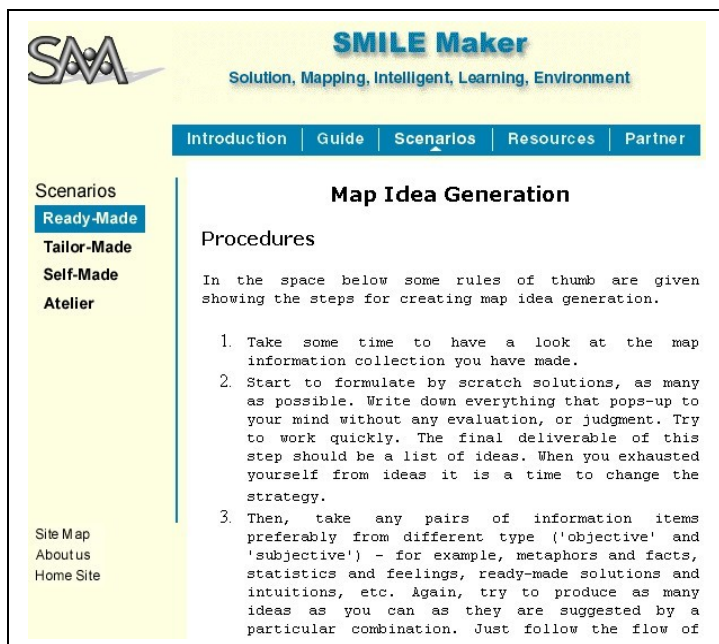 SMILE Maker
Solution, Mapping, Intelligent, Learning, Environment
Introduction Guide Scenarios Resources Partner
Scenarios
Ready-Made
Tailor-Made
Self-Made
Atelier
Site Map
About us
Home Site
Map Idea Generation
Procedures
In the space below some rules of thumb are given
showing the steps for creating map idea generation.
1. Take some time to have a look at the map
information collection you have made.
2. Start to formulate by scratch solutions, as many
as possible. Write down everything that pops-up to
your mind without any evaluation, or judgment. Try
to work quickly. The final deliverable of this
step should be a list of ideas. When you exhausted
yourself from ideas it is a time to change the
strategy.
3. Then, take any pairs of information items
preferably from different type ('objective' and
'subjective') – for example, metaphors and facts,
statistics and feelings, ready-made solutions and
intuitions, etc. Again, try to produce as many
ideas as you can as they are suggested by a
particular combination. Just follow the flow of